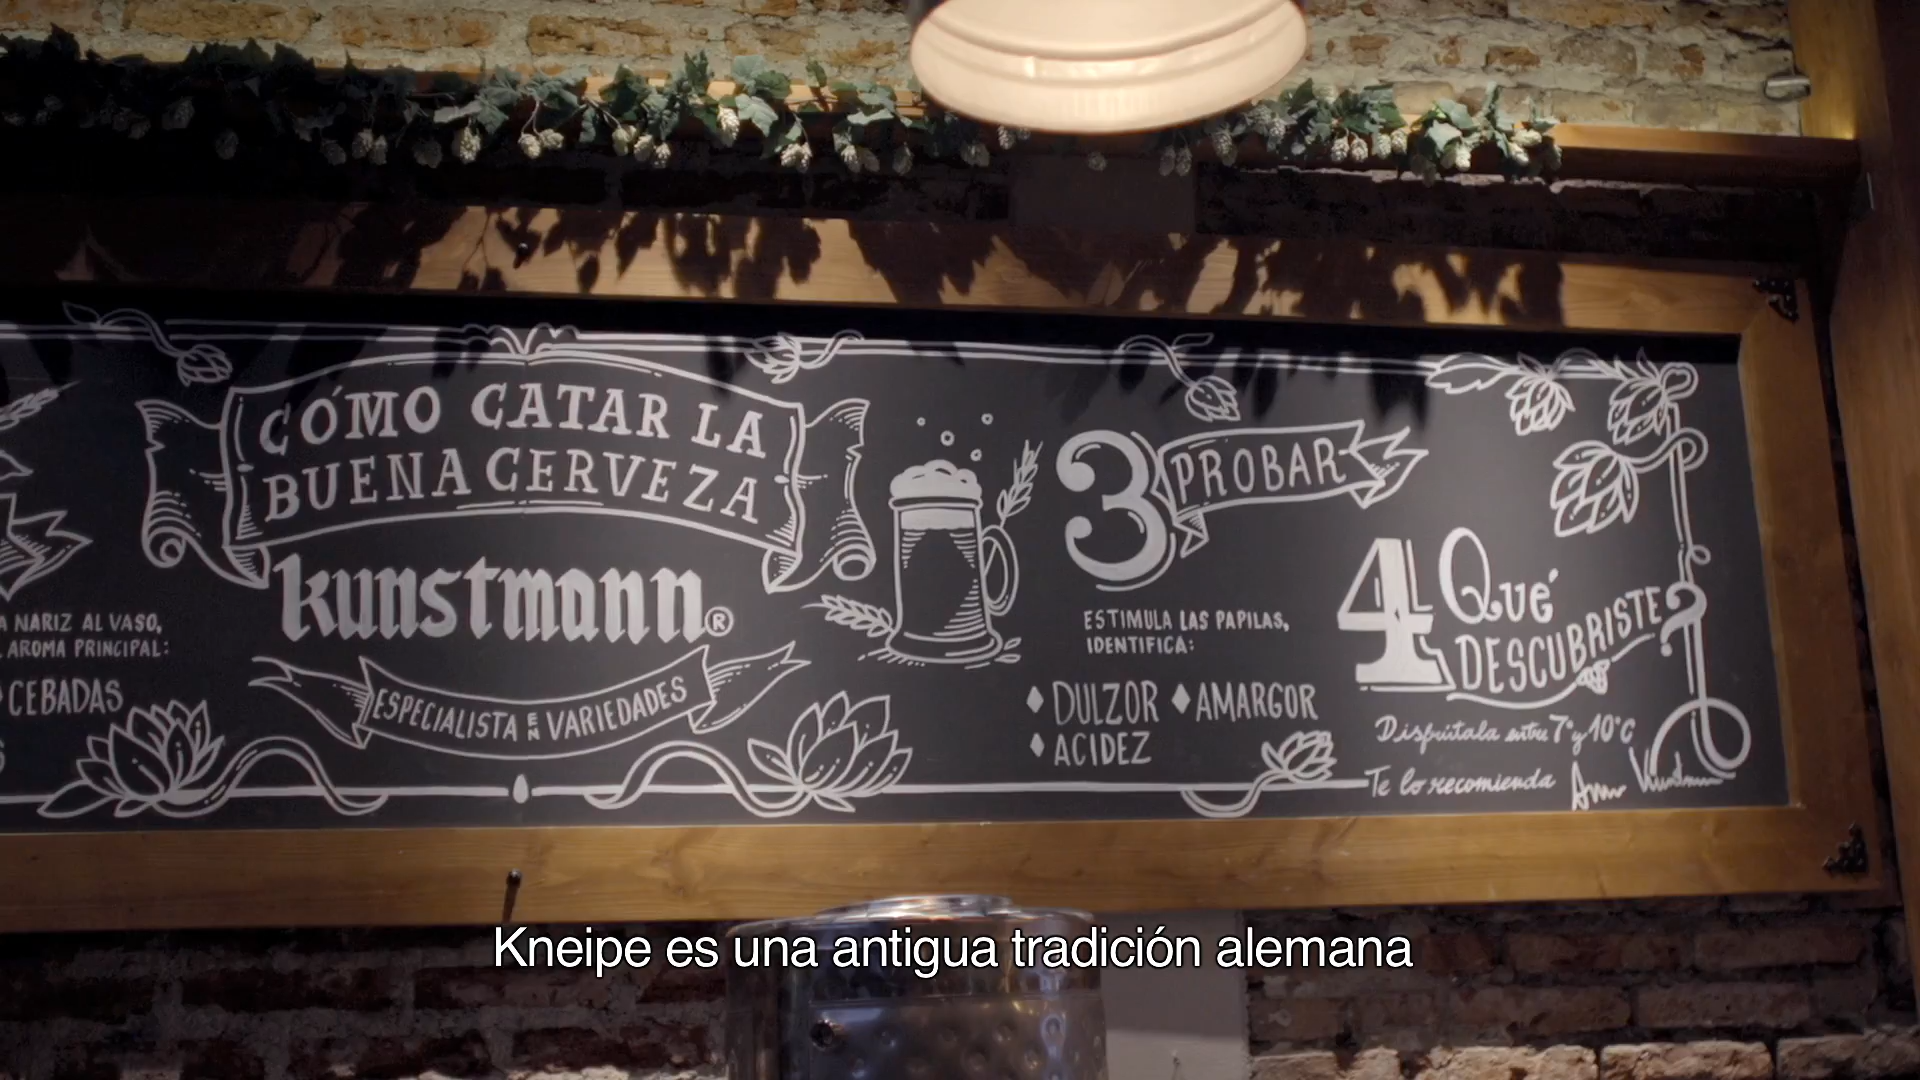 A NARIZ AL VASO,
AROMA PRINCIPAL:
CEBADAS
CÓMO CATAR LA
BUENA CERVEZA
kunstmann®
ESPECIALISTA EN VARIEDADES
3 PROBAR
ESTIMULA LAS PAPILAS,
IDENTIFICA:
♦ DULZOR ♦ AMARGOR
♦ ACIDEZ
4 Qué
DESCUBRISTE?
Disfrútala entre 7° y 10°C
Te lo recomienda
Kneipe es una antigua tradición alemana